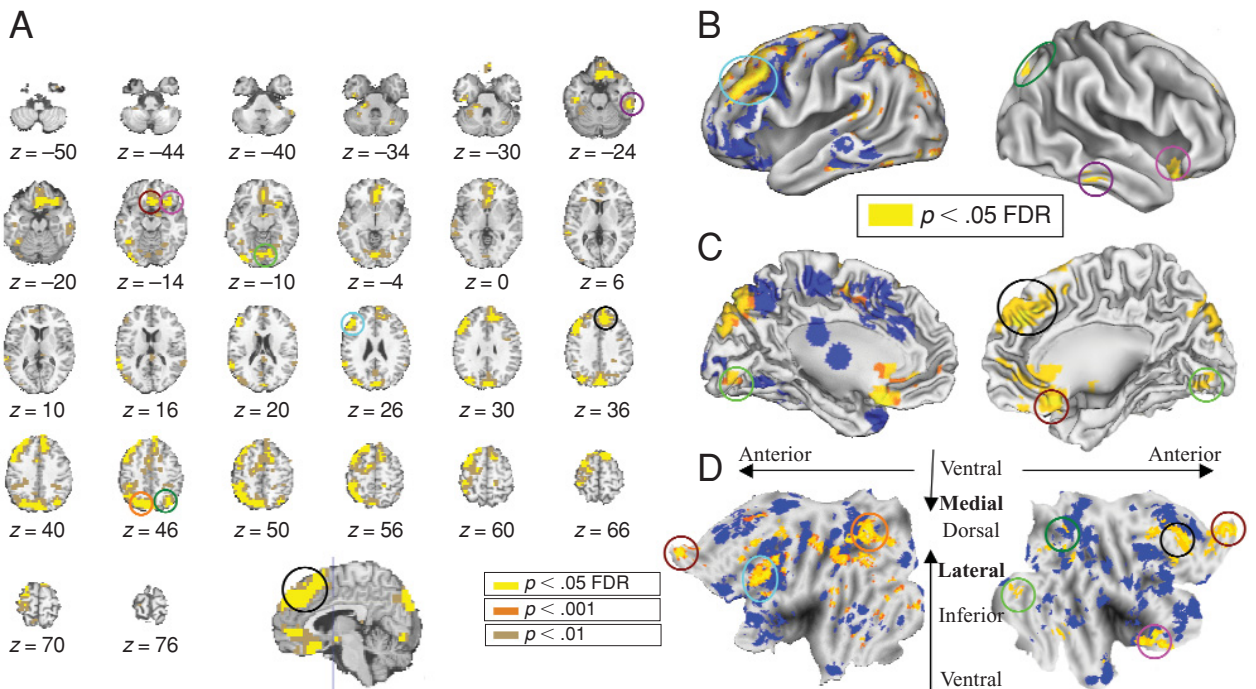 A
z = –50 z = –44 z = –40 z = –34 z = –30 z = –24
z = –20 z = –14 z = –10 z = –4 z = 0 z = 6
z = 10 z = 16 z = 20 z = 26 z = 30 z = 36
z = 40 z = 46 z = 50 z = 56 z = 60 z = 66
z = 70 z = 76
p < .05 FDR
p < .001
p < .01
B
p < .05 FDR
C
D
Anterior Ventral Anterior
Medial
Dorsal
Lateral
Inferior
Ventral